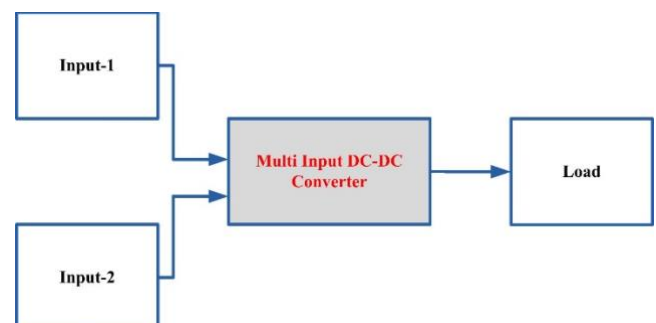 Input-1
Multi Input DC-DC
Converter
Load
Input-2